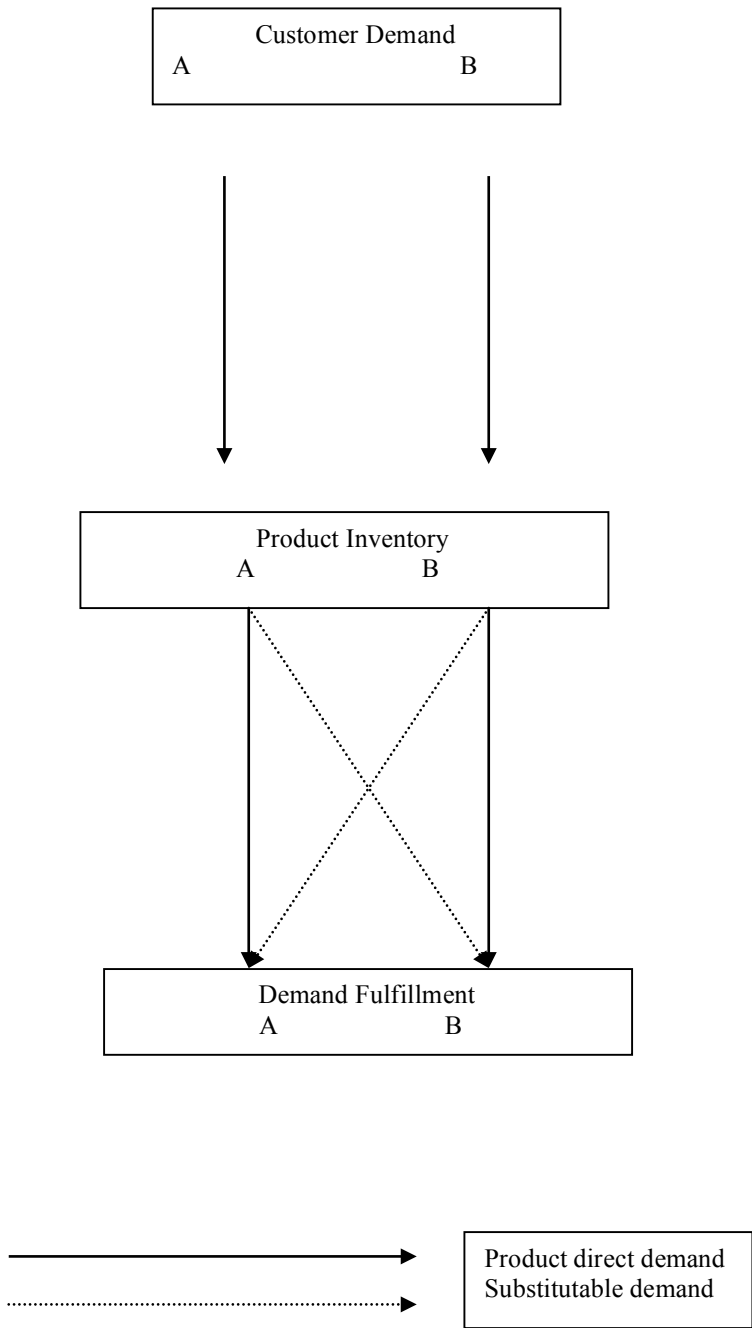 Customer Demand
A B
Product Inventory
A B
Demand Fulfillment
A B
Product direct demand
Substitutable demand